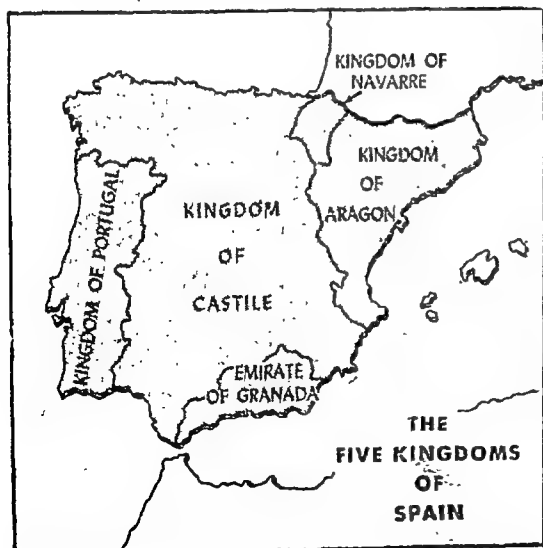 KINGDOM OF
NAVARRE
KINGDOM
OF
ARAGON
KINGDOM
OF
CASTILE
KINGDOM OF PORTUGAL
EMIRATE
OF GRANADA
THE
FIVE KINGDOMS
OF
SPAIN